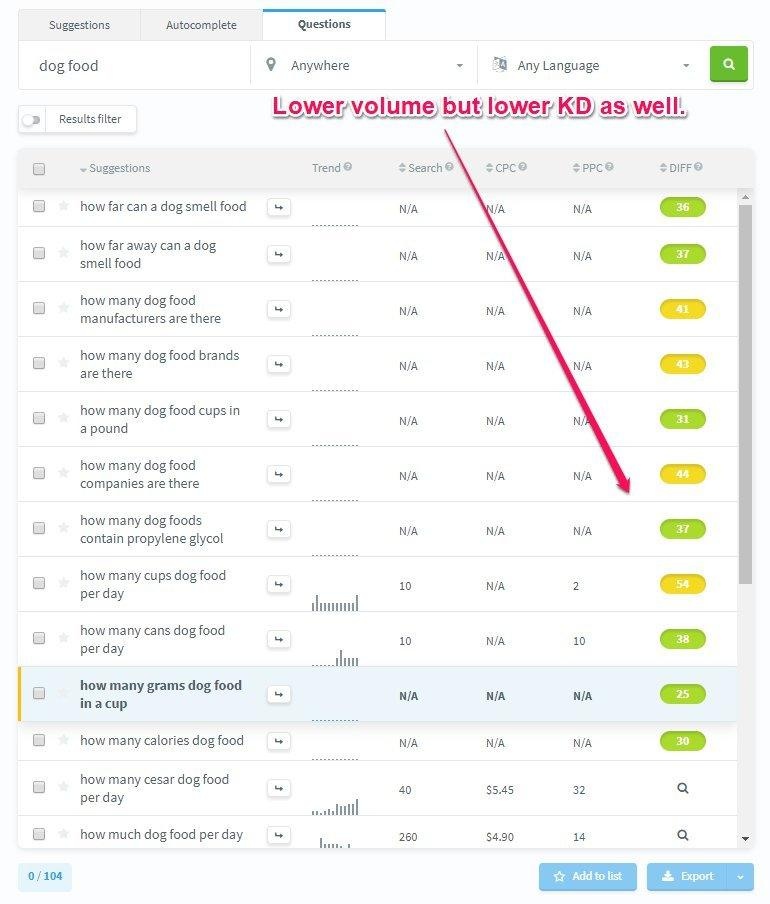 Suggestions Autocomplete Questions
dog food Anywhere Any Language
Lower volume but lower KD as well.
Results filter
Suggestions Trend ? Search ? CPC ? PPC ? DIFF ?
how far can a dog smell food N/A N/A N/A 36
how far away can a dog
smell food N/A N/A N/A 37
how many dog food
manufacturers are there N/A N/A N/A 41
how many dog food brands
are there N/A N/A N/A 43
how many dog food cups in
a pound N/A N/A N/A 31
how many dog food
companies are there N/A N/A N/A 44
how many dog foods
contain propylene glycol N/A N/A N/A 37
how many cups dog food
per day 10 N/A 2 54
how many cans dog food
per day 10 N/A 10 38
how many grams dog food
in a cup N/A N/A N/A 25
how many calories dog food N/A N/A N/A 30
how many cesar dog food
per day 40 $5.45 32
how much dog food per day 260 $4.90 14
0 / 104 Add to list Export